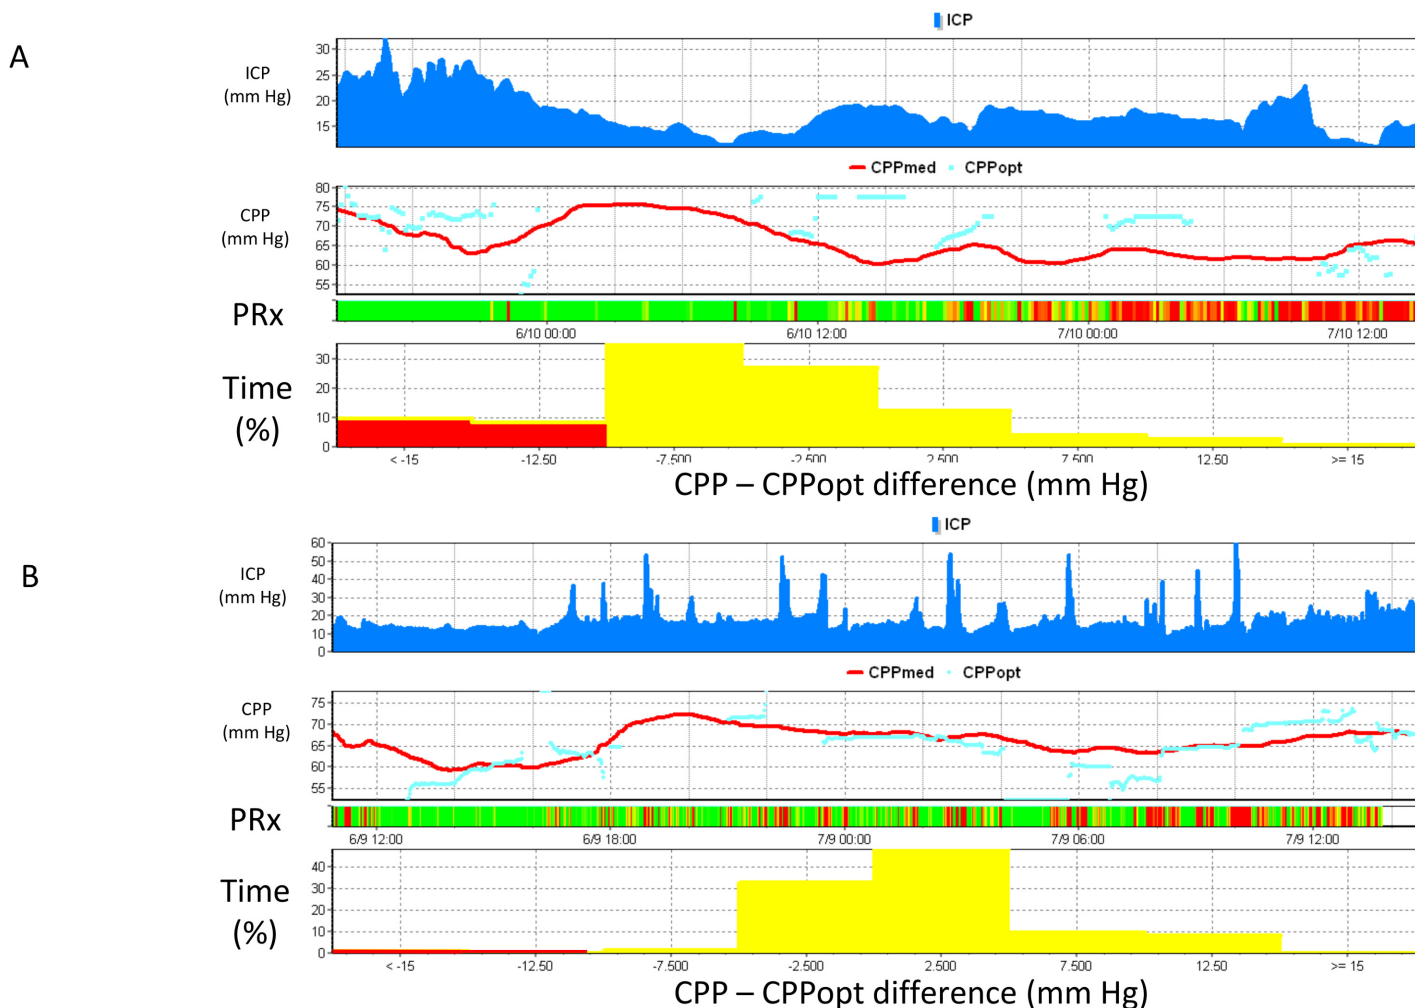 A
ICP
ICP
(mm Hg)
30
25
20
15
CPPmed CPPopt
CPP
(mm Hg)
80
75
70
65
60
55
PRx
6/10 00:00 6/10 12:00 7/10 00:00 7/10 12:00
Time
(%)
30
20
10
0
< -15 -12.50 -7.500 -2.500 2.500 7.500 12.50 >= 15
CPP – CPPopt difference (mm Hg)
B
ICP
ICP
(mm Hg)
60
50
40
30
20
10
0
CPPmed CPPopt
CPP
(mm Hg)
75
70
65
60
55
PRx
6/9 12:00 6/9 18:00 7/9 00:00 7/9 06:00 7/9 12:00
Time
(%)
40
30
20
10
0
< -15 -12.50 -7.500 -2.500 2.500 7.500 12.50 >= 15
CPP – CPPopt difference (mm Hg)